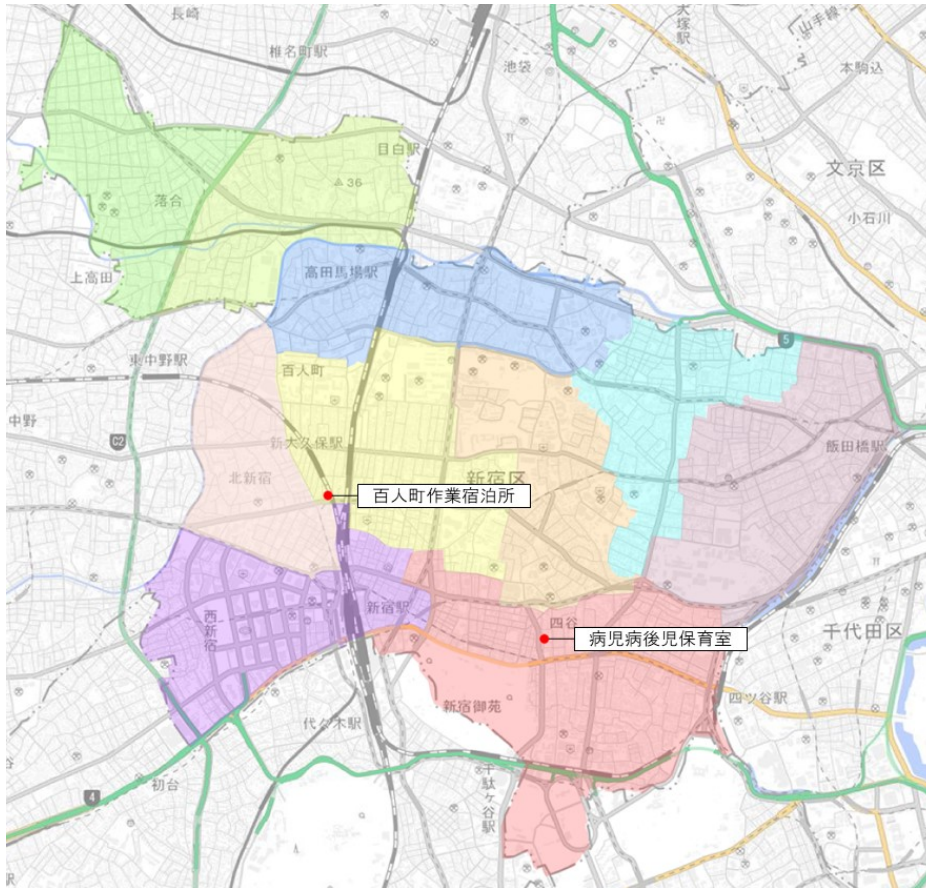 長崎
椎名町駅
池袋
大塚駅
山手線
本駒込
文京区
目白駅
36
落合
小石川
上高田
高田馬場駅
5
東中野駅
百人町
中野
C2
新大久保駅
飯田橋駅
北新宿
新宿区
百人町作業宿泊所
西新宿
新宿駅
四谷
病児病後児保育室
千代田区
新宿御苑
四ツ谷駅
代々木駅
初台
千駄ヶ谷駅
4